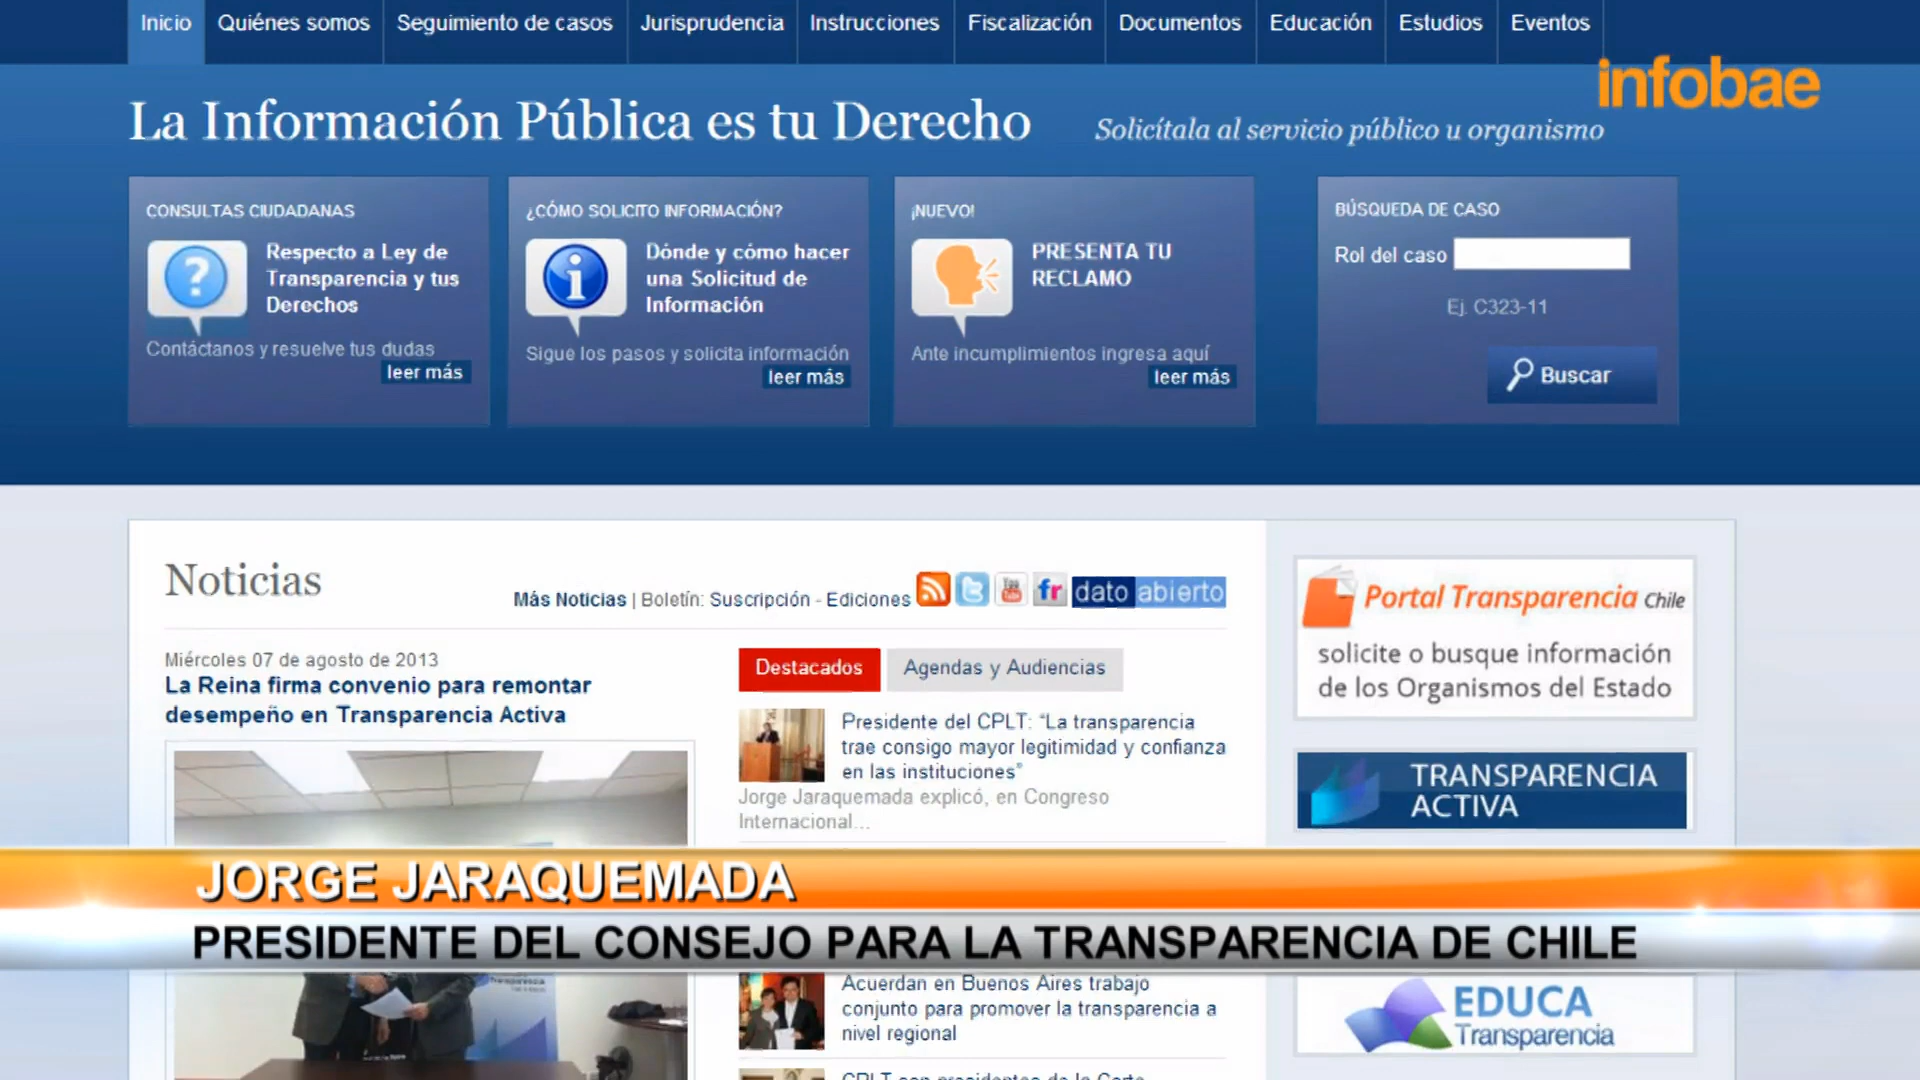 Inicio
Quiénes somos
Seguimiento de casos
Jurisprudencia
Instrucciones
Fiscalización
Documentos
Educación
Estudios
Eventos
infobae
La Información Pública es tu Derecho
Solicítala al servicio público u organismo
CONSULTAS CIUDADANAS
Respecto a Ley de
Transparencia y tus
Derechos
Contáctanos y resuelve tus dudas
leer más
¿CÓMO SOLICITO INFORMACIÓN?
Dónde y cómo hacer
una Solicitud de
Información
Sigue los pasos y solicita información
leer más
¡NUEVO!
PRESENTA TU
RECLAMO
Ante incumplimientos ingresa aquí
leer más
BÚSQUEDA DE CASO
Rol del caso
Ej. C323-11
Buscar
Noticias
Más Noticias | Boletín: Suscripción - Ediciones
You Tube
fr
dato abierto
Miércoles 07 de agosto de 2013
La Reina firma convenio para remontar
desempeño en Transparencia Activa
Destacados
Agendas y Audiencias
Presidente del CPLT: “La transparencia
trae consigo mayor legitimidad y confianza
en las instituciones”
Jorge Jaraquemada explicó, en Congreso
Internacional...
Portal Transparencia Chile
solicite o busque información
de los Organismos del Estado
TRANSPARENCIA
ACTIVA
JORGE JARAQUEMADA
PRESIDENTE DEL CONSEJO PARA LA TRANSPARENCIA DE CHILE
Acuerdan en Buenos Aires trabajo
conjunto para promover la transparencia a
nivel regional
EDUCA
Transparencia